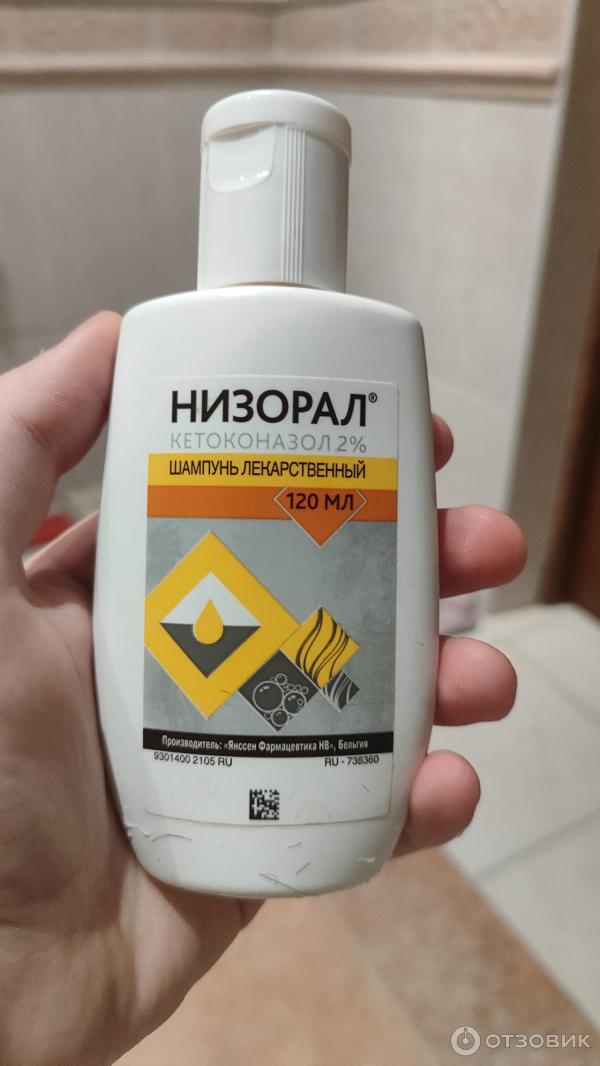 НИЗОРАЛ®
КЕТОКОНАЗОЛ 2%
ШАМПУНЬ ЛЕКАРСТВЕННЫЙ
120 МЛ
Производитель: «Янссен Фармацевтика НВ», Бельгия
9301400 2105 RU RU - 738360
ОТЗОВИК